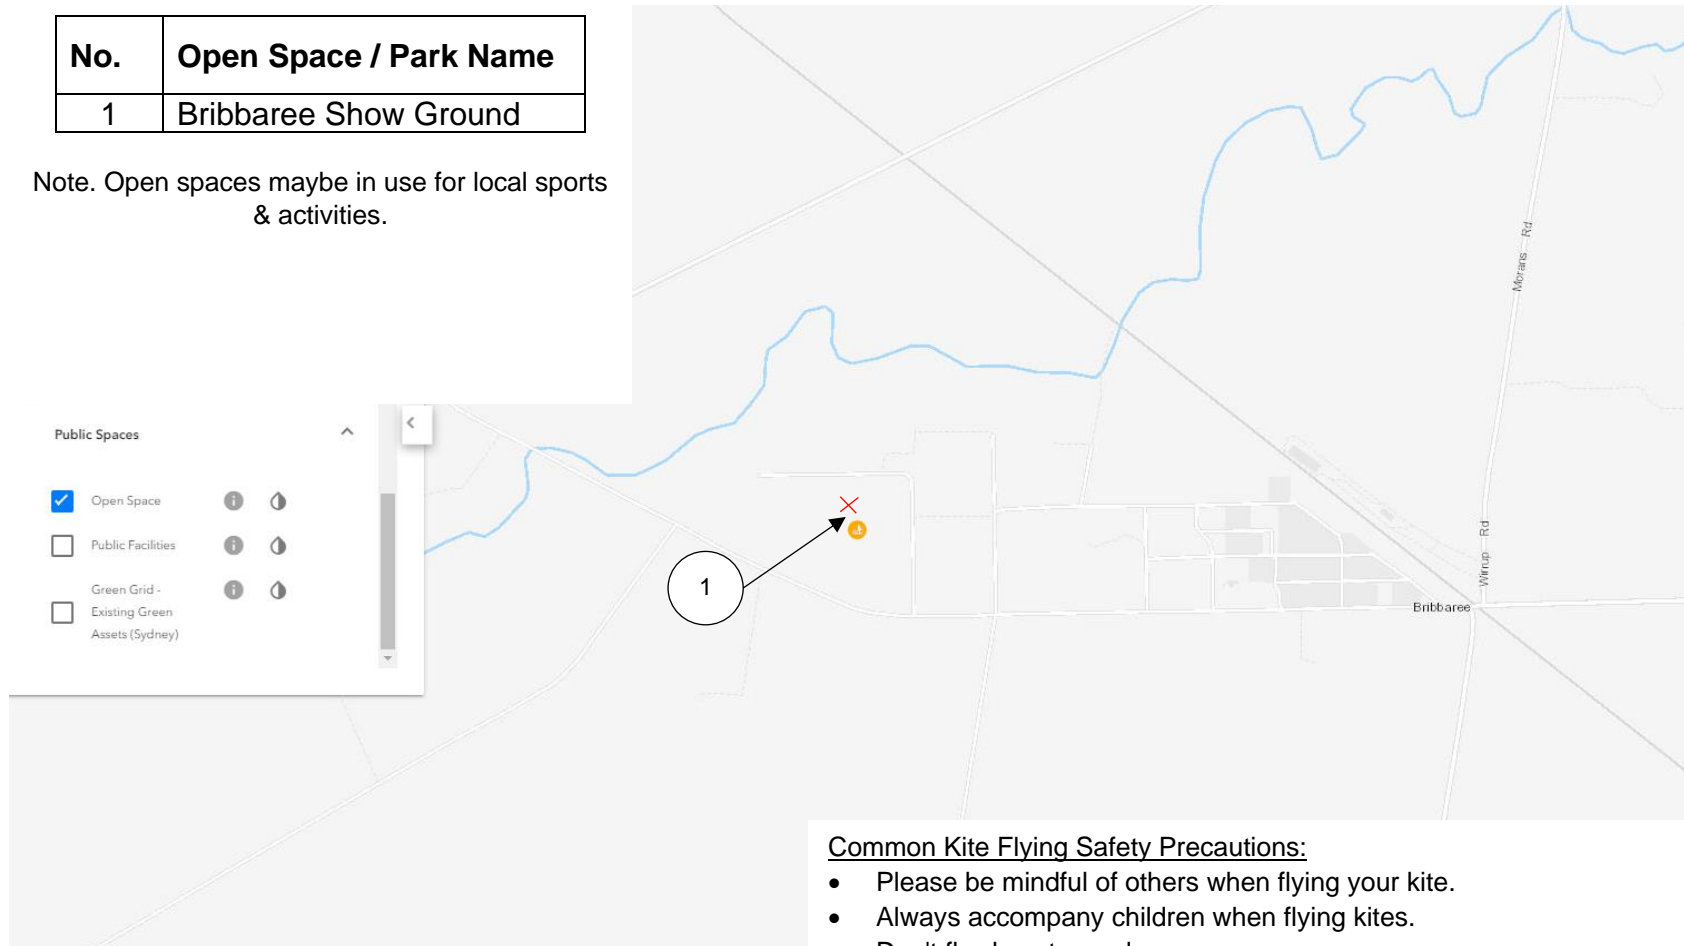 No. Open Space / Park Name
1 Bribbaree Show Ground
Note. Open spaces maybe in use for local sports
& activities.
Public Spaces
Open Space
Public Facilities
Green Grid -
Existing Green
Assets (Sydney)
1
Morans Rd
Wirrup Rd
Bribbaree
Common Kite Flying Safety Precautions:
• Please be mindful of others when flying your kite.
• Always accompany children when flying kites.